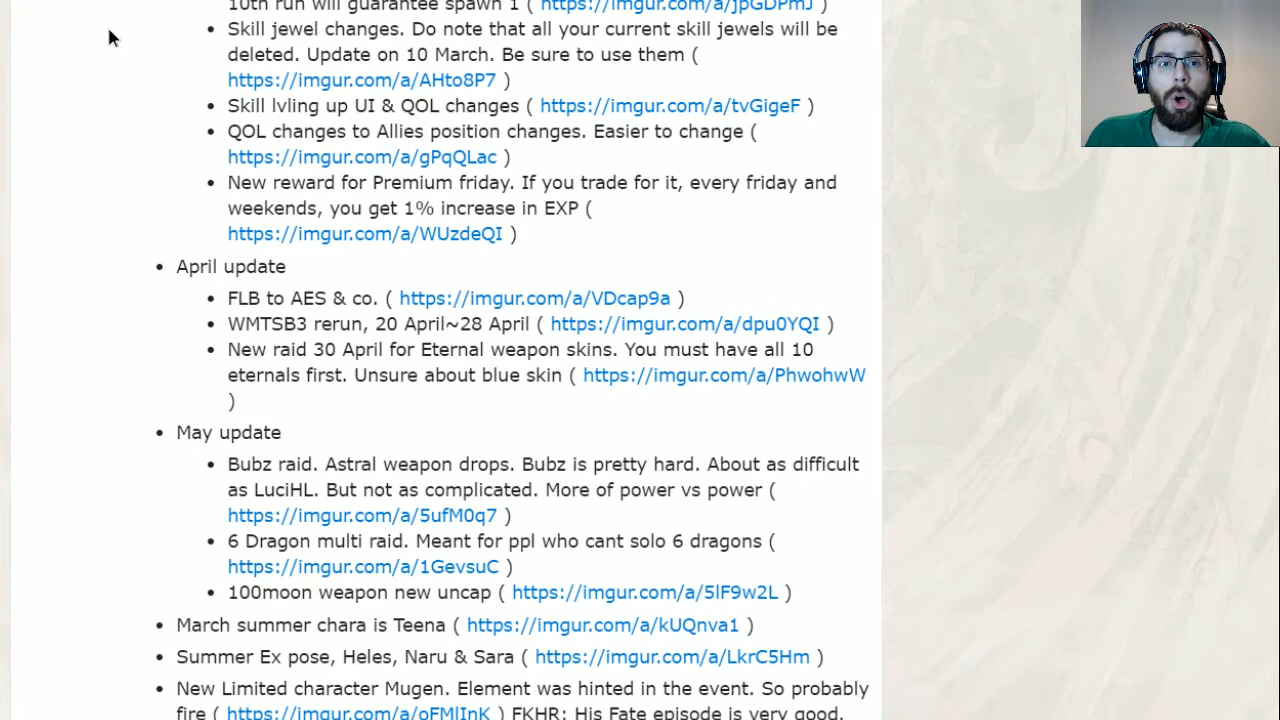 10th run will guarantee spawn 1 ( https://imgur.com/a/jpGDPmJ )
Skill jewel changes. Do note that all your current skill jewels will be
deleted. Update on 10 March. Be sure to use them (
https://imgur.com/a/AHto8P7 )
Skill lvling up UI & QOL changes ( https://imgur.com/a/tvGigeF )
QOL changes to Allies position changes. Easier to change (
https://imgur.com/a/gPqQLac )
New reward for Premium friday. If you trade for it, every friday and
weekends, you get 1% increase in EXP (
https://imgur.com/a/WUzdeQI )
April update
FLB to AES & co. ( https://imgur.com/a/VDcap9a )
WMTSB3 rerun, 20 April~28 April ( https://imgur.com/a/dpu0YQI )
New raid 30 April for Eternal weapon skins. You must have all 10
eternals first. Unsure about blue skin ( https://imgur.com/a/PhwohwW
)
May update
Bubz raid. Astral weapon drops. Bubz is pretty hard. About as difficult
as LuciHL. But not as complicated. More of power vs power (
https://imgur.com/a/5ufM0q7 )
6 Dragon multi raid. Meant for ppl who cant solo 6 dragons (
https://imgur.com/a/1GevsuC )
100moon weapon new uncap ( https://imgur.com/a/5lF9w2L )
March summer chara is Teena ( https://imgur.com/a/kUQnva1 )
Summer Ex pose, Heles, Naru & Sara ( https://imgur.com/a/LkrC5Hm )
New Limited character Mugen. Element was hinted in the event. So probably
fire ( https://imgur.com/a/oFMlInK ) FKHR: His Fate episode is very good.